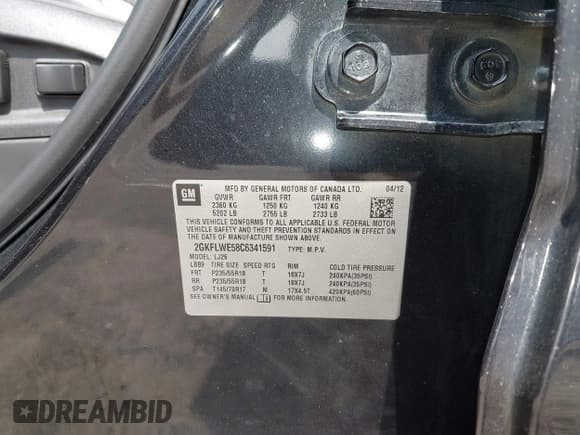 GM
MFD BY GENERAL MOTORS OF CANADA LTD. 04/12
GVWR GAWR FRT GAWR RR
2360 KG 1250 KG 1240 KG
5202 LB 2756 LB 2733 LB
THIS VEHICLE CONFORMS TO ALL APPLICABLE U.S. FEDERAL MOTOR
VEHICLE SAFETY AND THEFT PREVENTION STANDARDS IN EFFECT
ON THE DATE OF MANUFACTURE SHOWN ABOVE.
2GKFLWE58C6341591 TYPE: M.P.V.
MODEL: LJ26
LBB9 TIRE SIZE SPEED RTG RIM COLD TIRE PRESSURE
FRT P235/55R18 T 18X7J 240KPA(35PSI)
RR P235/55R18 T 18X7J 240KPA(35PSI)
SPA T145/70R17 M 17X4.5T 420KPA(60PSI)
SEE OWNER'S MANUAL FOR MORE INFORMATION.
DREAMBID